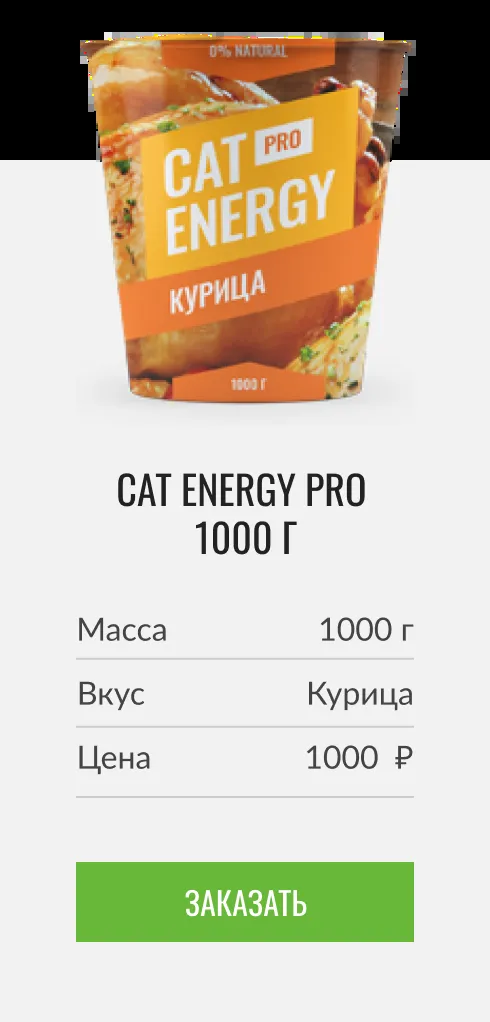 0% NATURAL
CAT PRO
ENERGY
КУРИЦА
1000 Г
CAT ENERGY PRO
1000 Г
Масса 1000 г
Вкус Курица
Цена 1000 ₽
ЗАКАЗАТЬ